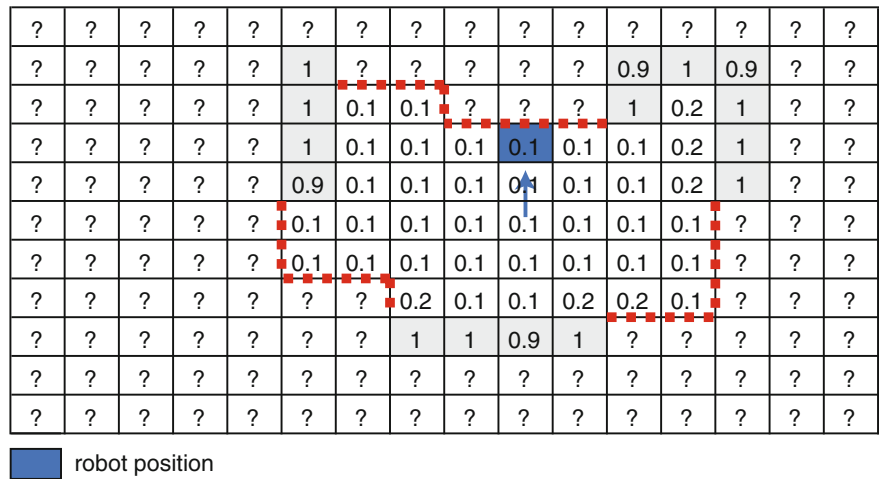 ? ? ? ? ? ? ? ? ? ? ? ? ? ? ? ?
? ? ? ? ? 1 ? ? ? ? ? 0.9 1 0.9 ? ?
? ? ? ? ? 1 0.1 0.1 ? ? ? 1 0.2 1 ? ?
? ? ? ? ? 1 0.1 0.1 0.1 0.1 0.1 0.1 0.2 1 ? ?
? ? ? ? ? 0.9 0.1 0.1 0.1 0.1 0.1 0.1 0.2 1 ? ?
? ? ? ? ? 0.1 0.1 0.1 0.1 0.1 0.1 0.1 0.1 ? ? ?
? ? ? ? ? 0.1 0.1 0.1 0.1 0.1 0.1 0.1 0.1 ? ? ?
? ? ? ? ? ? ? 0.2 0.1 0.1 0.2 0.2 0.1 ? ? ?
? ? ? ? ? ? ? 1 1 0.9 1 ? ? ? ? ?
? ? ? ? ? ? ? ? ? ? ? ? ? ? ? ?
? ? ? ? ? ? ? ? ? ? ? ? ? ? ? ?
robot position